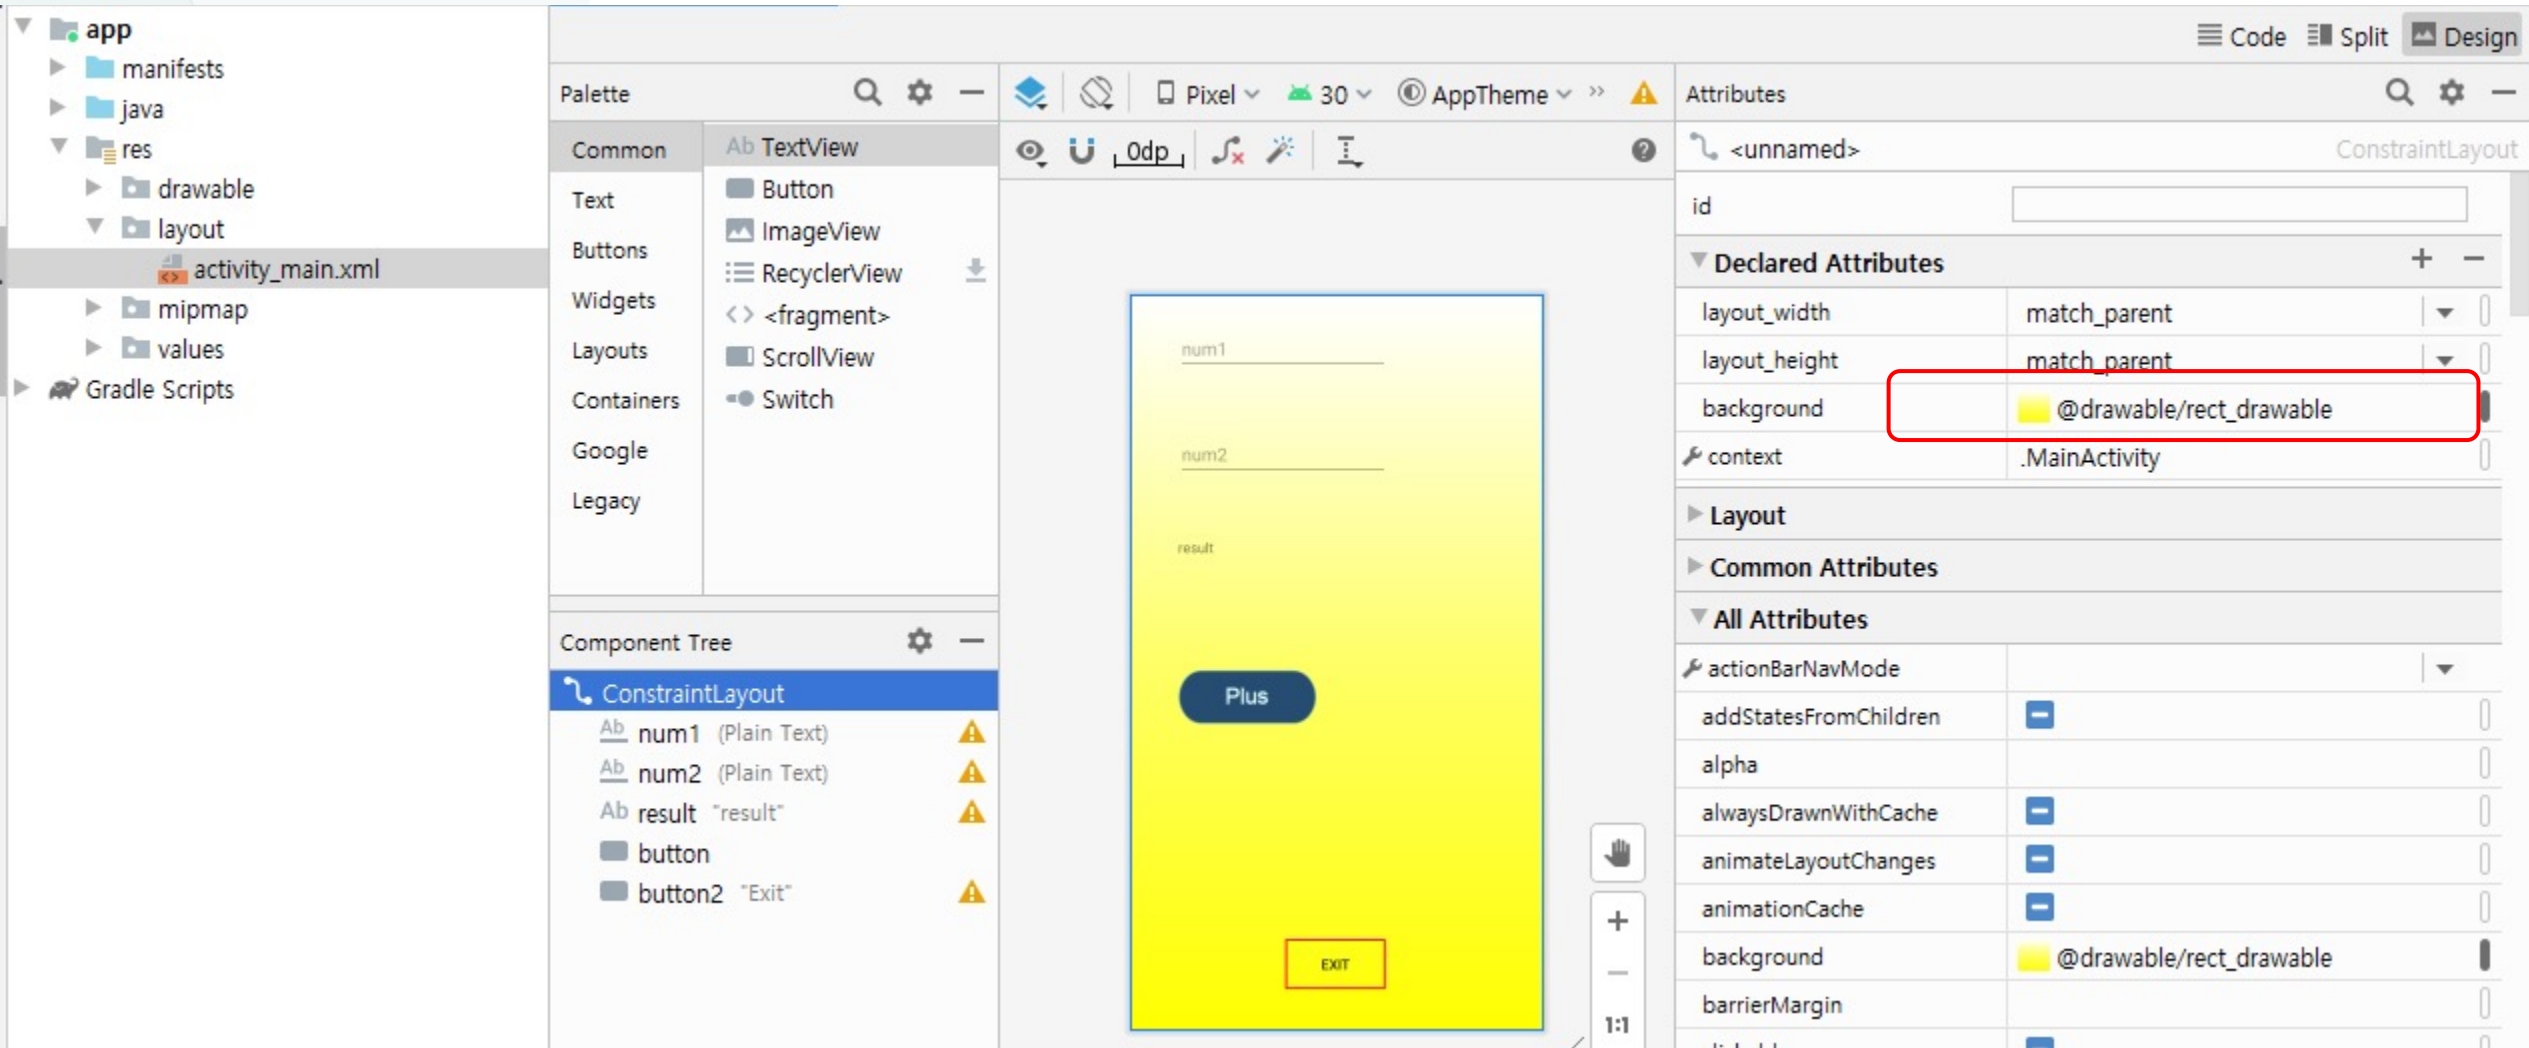 app
manifests
java
res
drawable
layout
activity_main.xml
mipmap
values
Gradle Scripts
Code Split Design
Palette
Common
Text
Buttons
Widgets
Layouts
Containers
Google
Legacy
Ab TextView
Button
ImageView
RecyclerView
<fragment>
ScrollView
Switch
Component Tree
ConstraintLayout
Ab num1 (Plain Text)
Ab num2 (Plain Text)
Ab result "result"
button
button2 "Exit"
Pixel 30 AppTheme
0dp
num1
num2
result
Plus
EXIT
1:1
Attributes
<unnamed> ConstraintLayout
id
Declared Attributes
layout_width match_parent
layout_height match_parent
background @drawable/rect_drawable
context .MainActivity
Layout
Common Attributes
All Attributes
actionBarNavMode
addStatesFromChildren
alpha
alwaysDrawnWithCache
animateLayoutChanges
animationCache
background @drawable/rect_drawable
barrierMargin